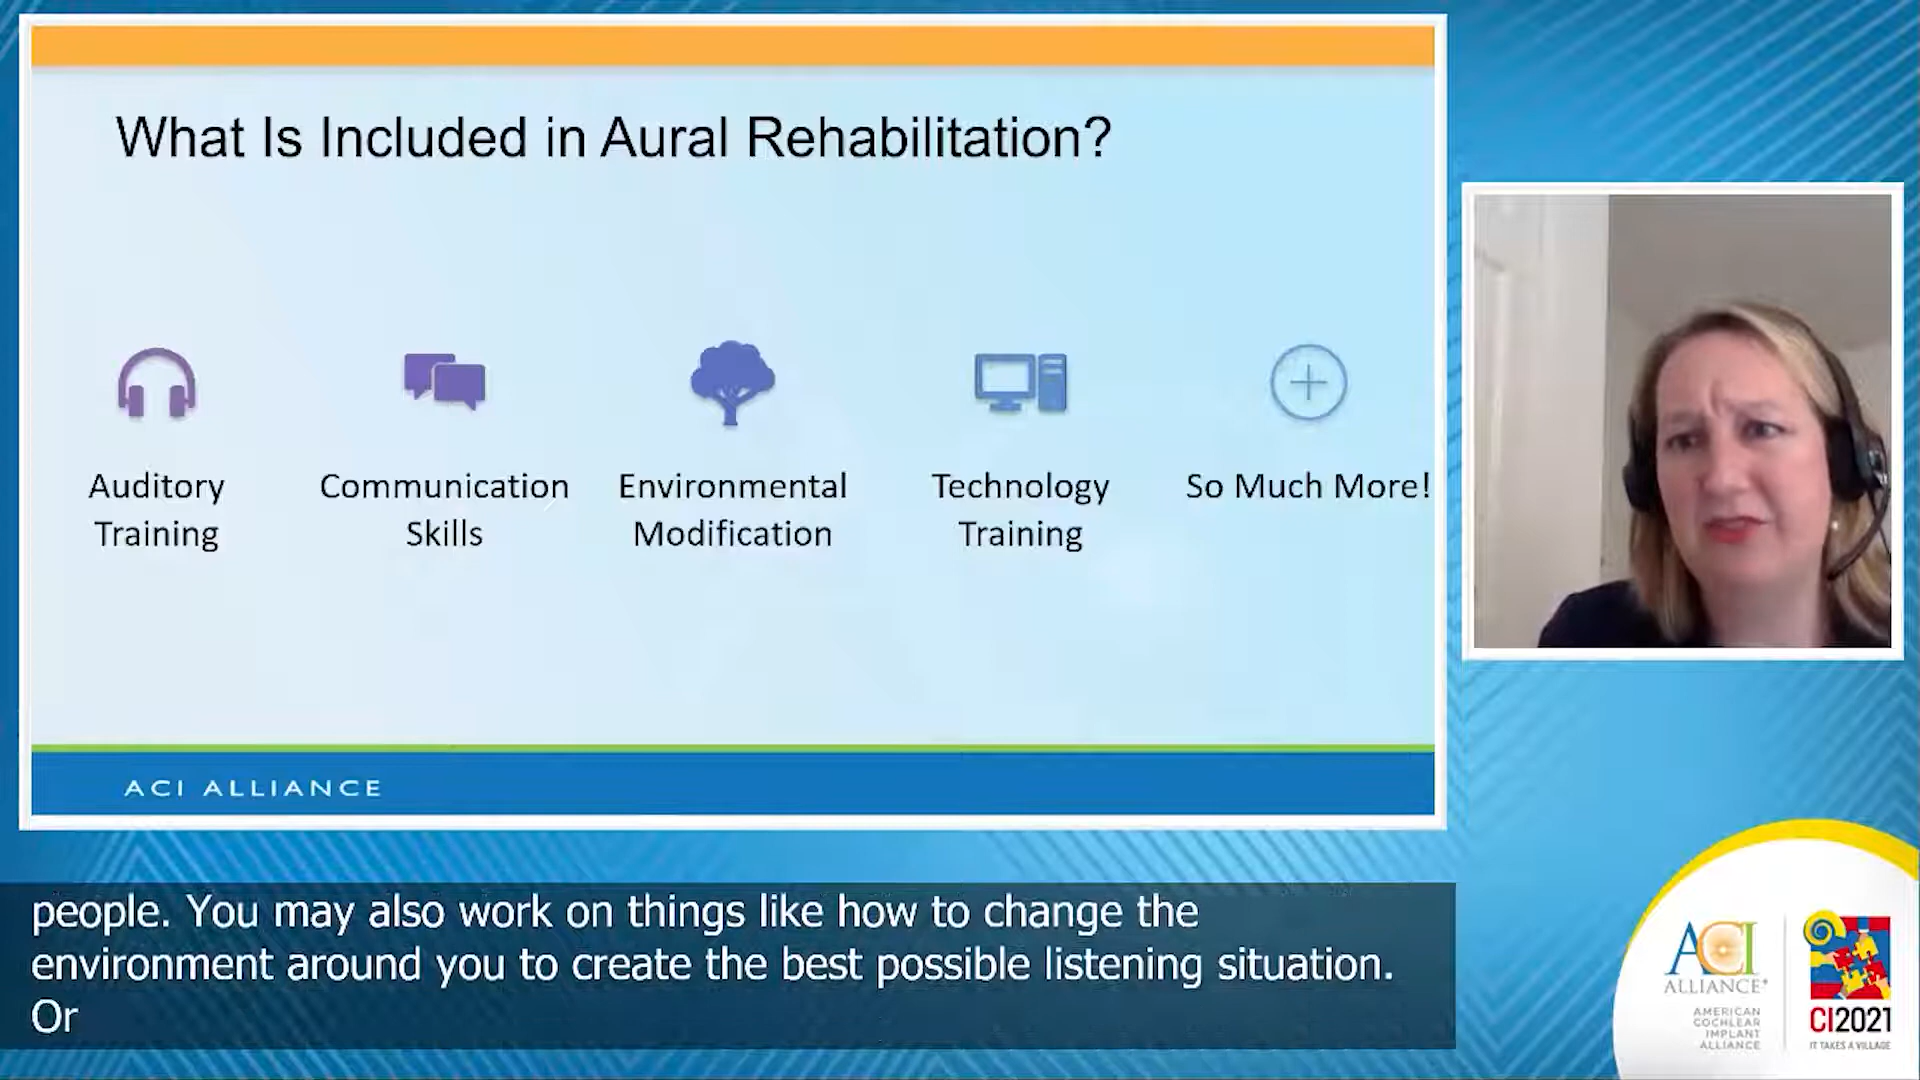 What Is Included in Aural Rehabilitation?
Auditory
Training
Communication
Skills
Environmental
Modification
Technology
Training
So Much More!
ACI ALLIANCE
people. You may also work on things like how to change the
environment around you to create the best possible listening situation.
Or
ACI
ALLIANCE®
AMERICAN
COCHLEAR
IMPLANT
ALLIANCE
CI2021
IT TAKES A VILLAGE